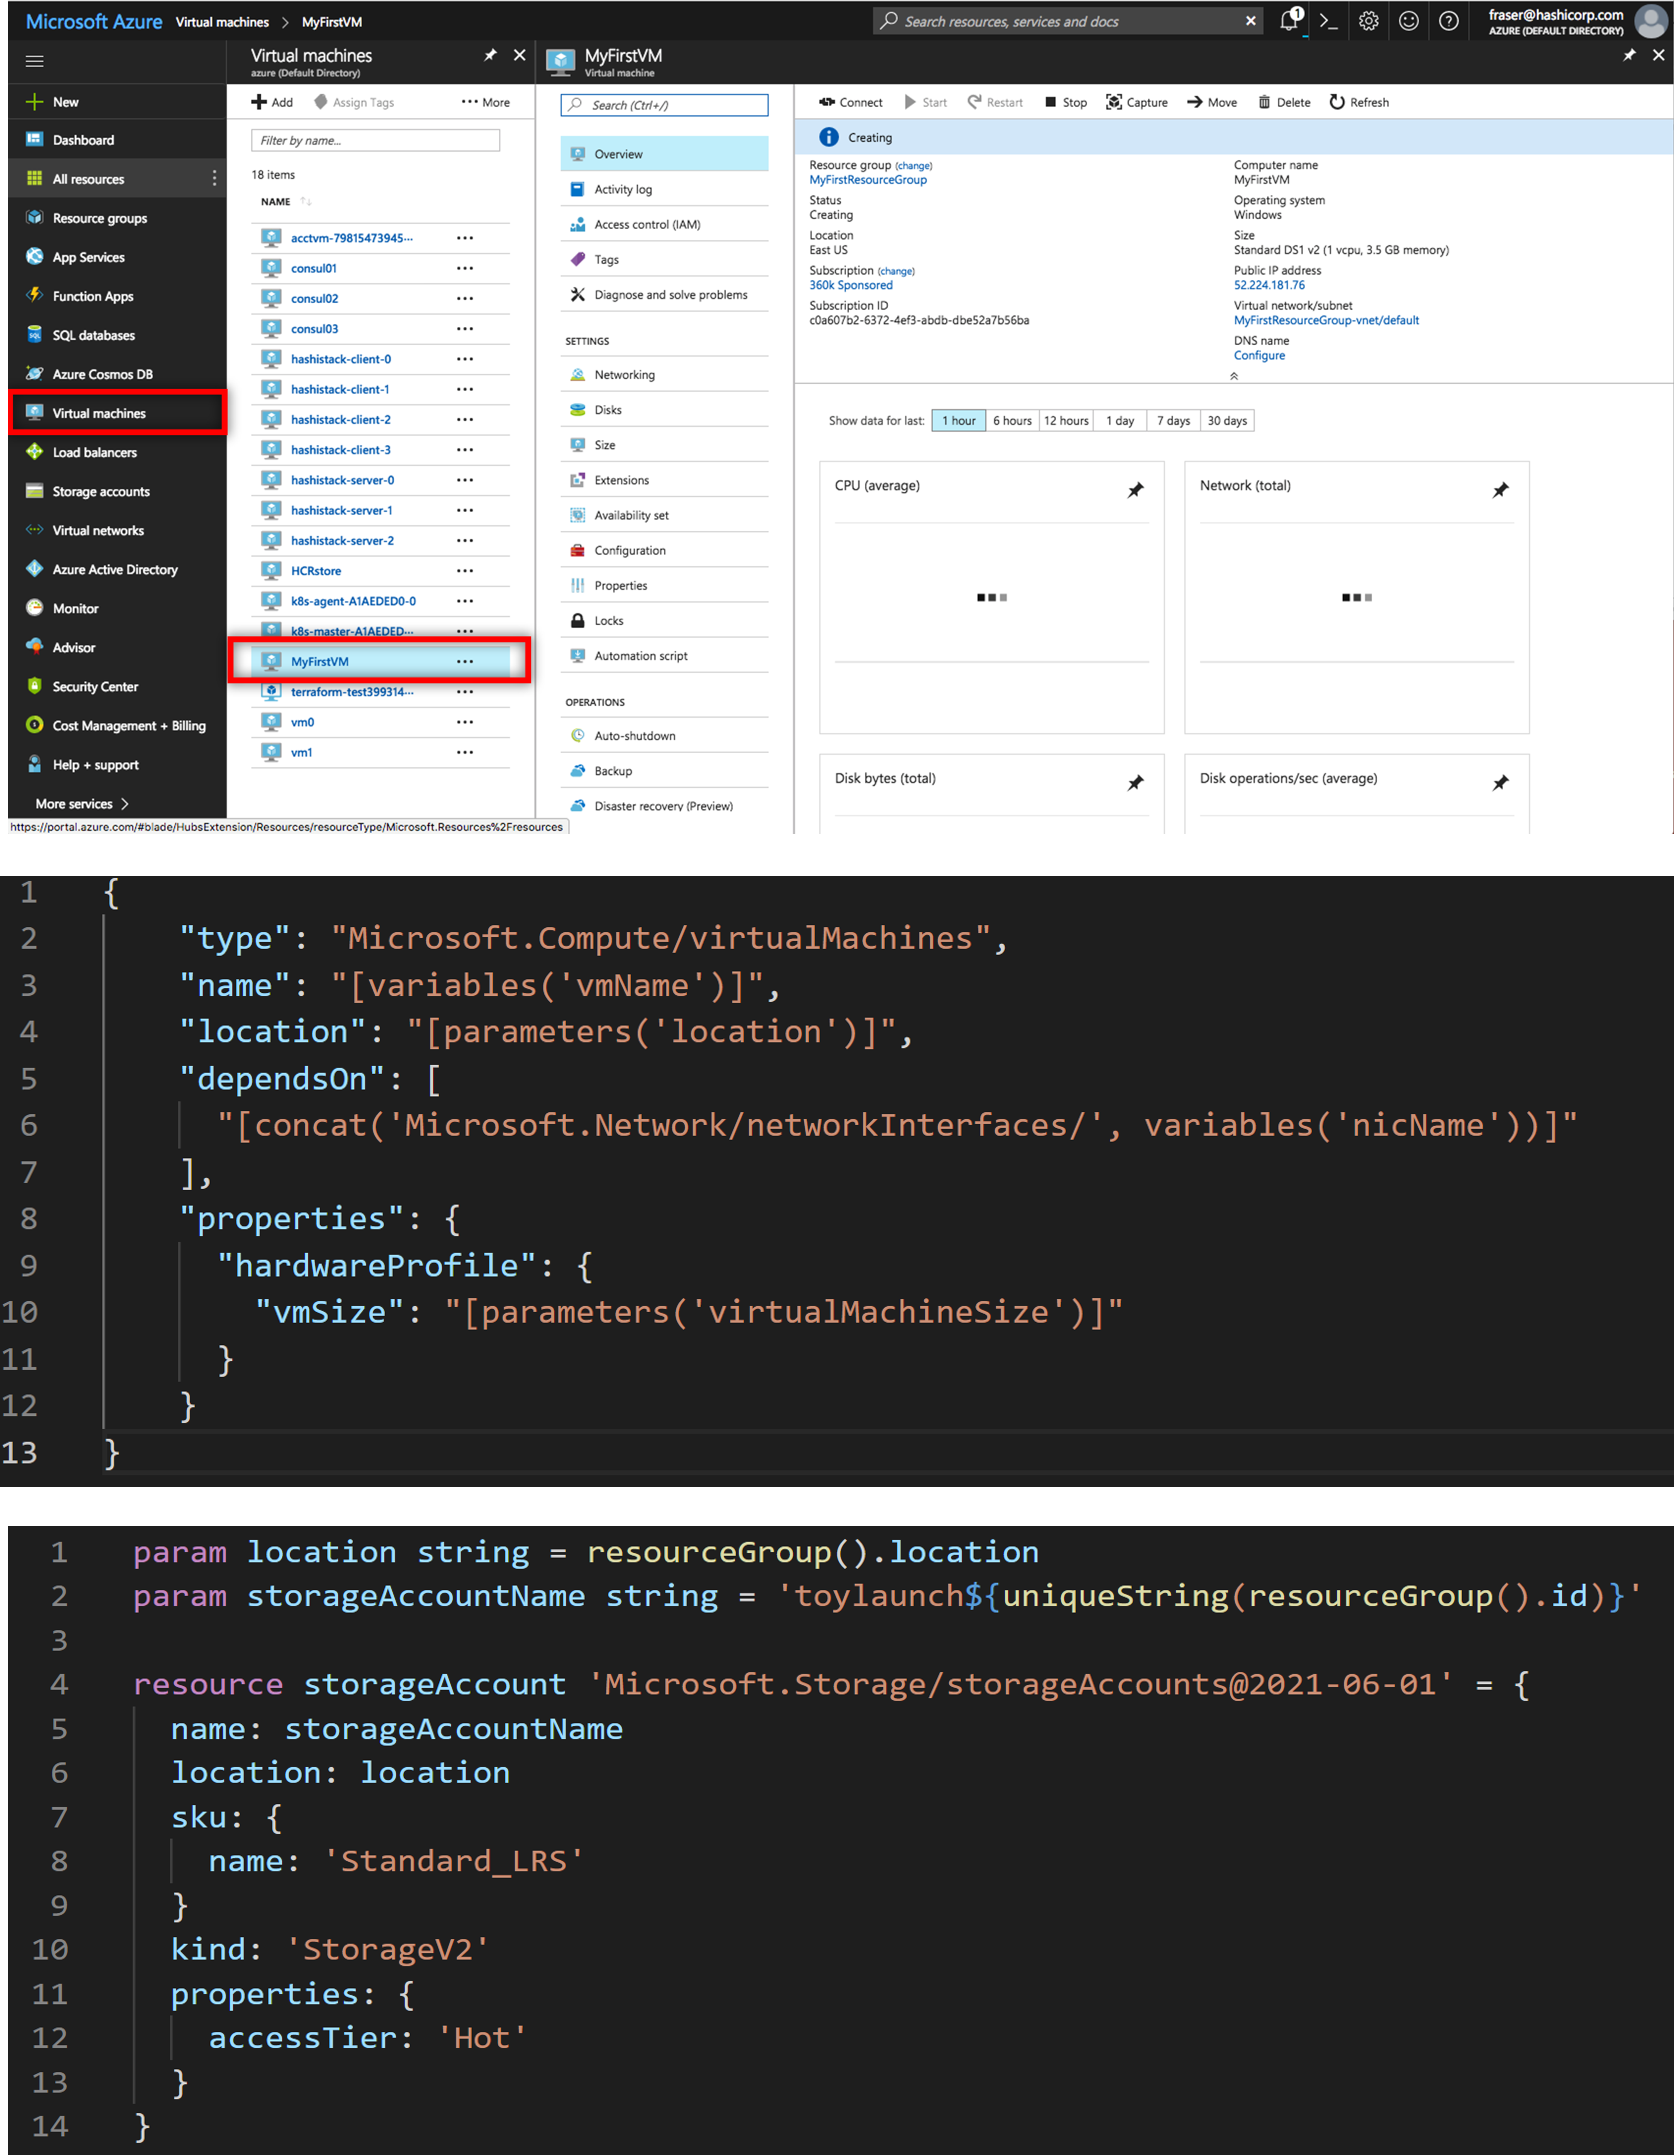 Microsoft Azure Virtual machines > MyFirstVM
Search resources, services and docs
1
fraser@hashicorp.com
AZURE (DEFAULT DIRECTORY)
New
Dashboard
All resources
Resource groups
App Services
Function Apps
SQL databases
Azure Cosmos DB
Virtual machines
Load balancers
Storage accounts
Virtual networks
Azure Active Directory
Monitor
Advisor
Security Center
Cost Management + Billing
Help + support
More services >
https://portal.azure.com/#blade/HubsExtension/Resources/resourceType/Microsoft.Resources%2Fresources
Virtual machines
azure (Default Directory)
Add Assign Tags ··· More
Filter by name...
18 items
NAME
acctvm-79815473945···
consul01
consul02
consul03
hashistack-client-0
hashistack-client-1
hashistack-client-2
hashistack-client-3
hashistack-server-0
hashistack-server-1
hashistack-server-2
HCRstore
k8s-agent-A1AEDED0-0
k8s-master-A1AEDED···
MyFirstVM
terraform-test399314···
vm0
vm1
MyFirstVM
Virtual machine
Search (Ctrl+/)
Overview
Activity log
Access control (IAM)
Tags
Diagnose and solve problems
SETTINGS
Networking
Disks
Size
Extensions
Availability set
Configuration
Properties
Locks
Automation script
OPERATIONS
Auto-shutdown
Backup
Disaster recovery (Preview)
Connect Start Restart Stop Capture Move Delete Refresh
Creating
Resource group (change)
MyFirstResourceGroup
Status
Creating
Location
East US
Subscription (change)
360k Sponsored
Subscription ID
c0a607b2-6372-4ef3-abdb-dbe52a7b56ba
Computer name
MyFirstVM
Operating system
Windows
Size
Standard DS1 v2 (1 vcpu, 3.5 GB memory)
Public IP address
52.224.181.76
Virtual network/subnet
MyFirstResourceGroup-vnet/default
DNS name
Configure
Show data for last: 1 hour 6 hours 12 hours 1 day 7 days 30 days
CPU (average)
Network (total)
Disk bytes (total)
Disk operations/sec (average)
1 {
2 "type": "Microsoft.Compute/virtualMachines",
3 "name": "[variables('vmName')]",
4 "location": "[parameters('location')]",
5 "dependsOn": [
6 "[concat('Microsoft.Network/networkInterfaces/', variables('nicName'))]"
7 ],
8 "properties": {
9 "hardwareProfile": {
10 "vmSize": "[parameters('virtualMachineSize')]"
11 }
12 }
13 }
1 param location string = resourceGroup().location
2 param storageAccountName string = 'toylaunch${uniqueString(resourceGroup().id)}'
3
4 resource storageAccount 'Microsoft.Storage/storageAccounts@2021-06-01' = {
5 name: storageAccountName
6 location: location
7 sku: {
8 name: 'Standard_LRS'
9 }
10 kind: 'StorageV2'
11 properties: {
12 accessTier: 'Hot'
13 }
14 }